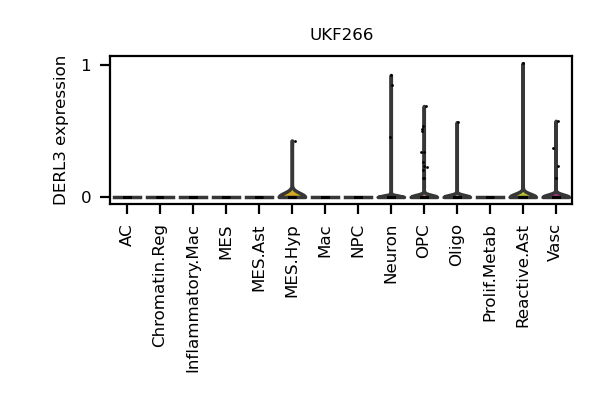 UKF266
DERL3 expression
1
0
AC
Chromatin.Reg
Inflammatory.Mac
MES
MES.Ast
MES.Hyp
Mac
NPC
Neuron
OPC
Oligo
Prolif.Metab
Reactive.Ast
Vasc